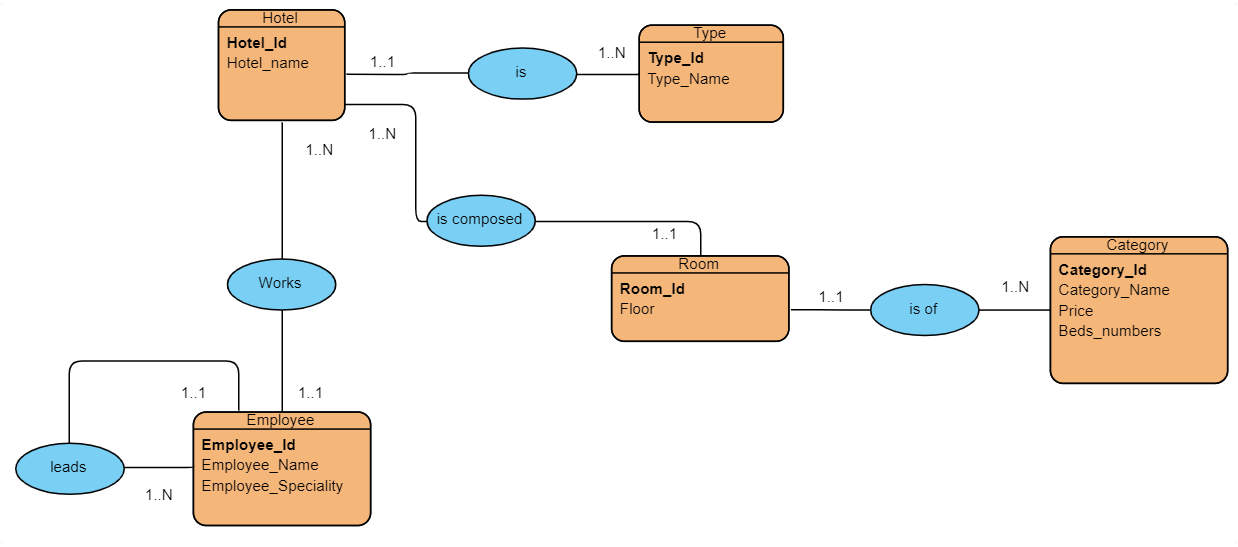 Hotel
Hotel_Id
Hotel_name
1..1
is
1..N
Type
Type_Id
Type_Name
1..N
1..N
is composed
1..1
Room
Room_Id
Floor
1..1
is of
1..N
Category
Category_Id
Category_Name
Price
Beds_numbers
Works
1..1
1..1
Employee
Employee_Id
Employee_Name
Employee_Speciality
leads
1..N